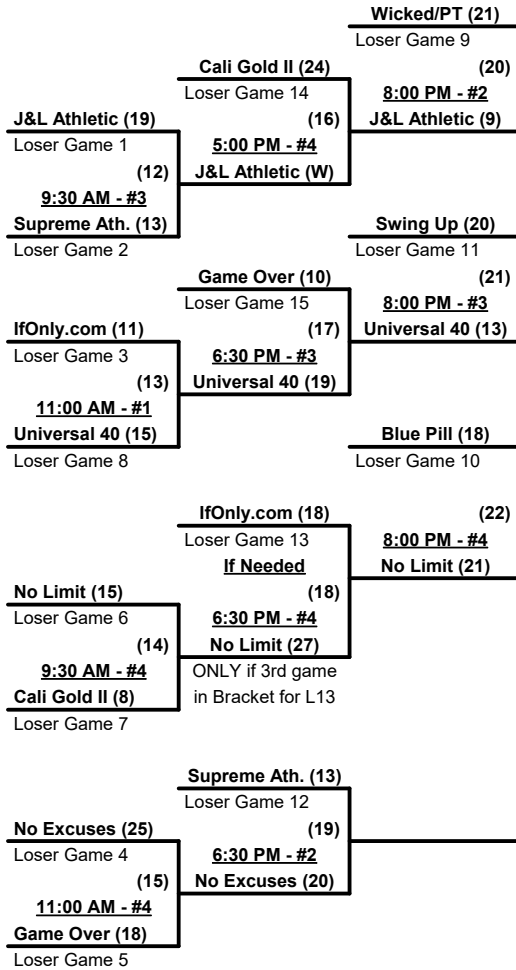 Wicked/PT (21)
Loser Game 9
Cali Gold II (24)
(20)
Loser Game 14
8:00 PM - #2
J&L Athletic (19)
(16)
J&L Athletic (9)
Loser Game 1
5:00 PM - #4
(12)
J&L Athletic (W)
9:30 AM - #3
Supreme Ath. (13)
Swing Up (20)
Loser Game 2
Loser Game 11
Game Over (10)
(21)
Loser Game 15
8:00 PM - #3
IfOnly.com (11)
(17)
Universal 40 (13)
Loser Game 3
6:30 PM - #3
(13)
Universal 40 (19)
11:00 AM - #1
Universal 40 (15)
Blue Pill (18)
Loser Game 8
Loser Game 10
IfOnly.com (18)
(22)
Loser Game 13
8:00 PM - #4
If Needed
No Limit (21)
No Limit (15)
(18)
Loser Game 6
6:30 PM - #4
(14)
No Limit (27)
9:30 AM - #4
ONLY if 3rd game
Cali Gold II (8)
in Bracket for L13
Loser Game 7
Supreme Ath. (13)
Loser Game 12
No Excuses (25)
(19)
Loser Game 4
6:30 PM - #2
(15)
No Excuses (20)
11:00 AM - #4
Game Over (18)
Loser Game 5